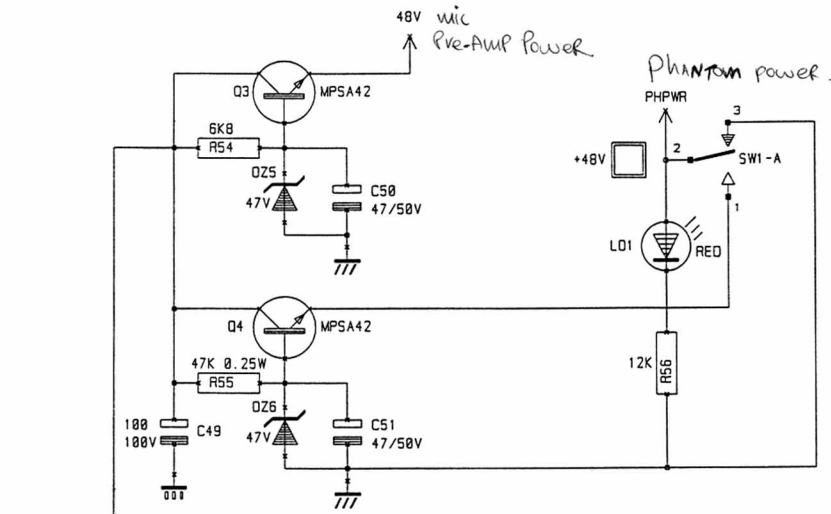 48V mic
Pre-Amp Power
Phantom power.
PHPWR
Q3
MPSA42
3
6K8
R54
+48V
2
SW1-A
DZ5
47V
C50
47/50V
1
LD1
RED
Q4
MPSA42
47K 0.25W
R55
12K
R56
DZ6
47V
C51
47/50V
100
100V
C49